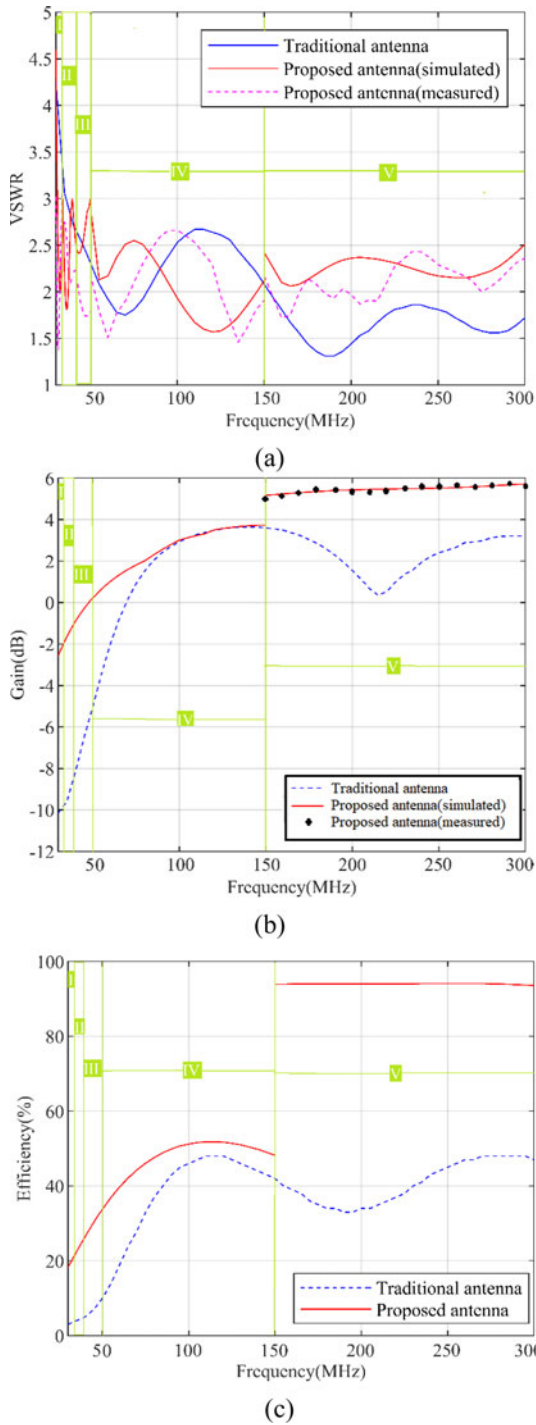 5
4.5
4
3.5
3
2.5
2
1.5
1
VSWR
I
II
III
IV
V
Traditional antenna
Proposed antenna(simulated)
Proposed antenna(measured)
50 100 150 200 250 300
Frequency(MHz)
(a)
6
4
2
0
-2
-4
-6
-8
-10
-12
Gain(dB)
I
II
III
IV
V
Traditional antenna
Proposed antenna(simulated)
Proposed antenna(measured)
50 100 150 200 250 300
Frequency(MHz)
(b)
100
80
60
40
20
0
Efficiency(%)
I
II
III
IV
V
Traditional antenna
Proposed antenna
50 100 150 200 250 300
Frequency(MHz)
(c)